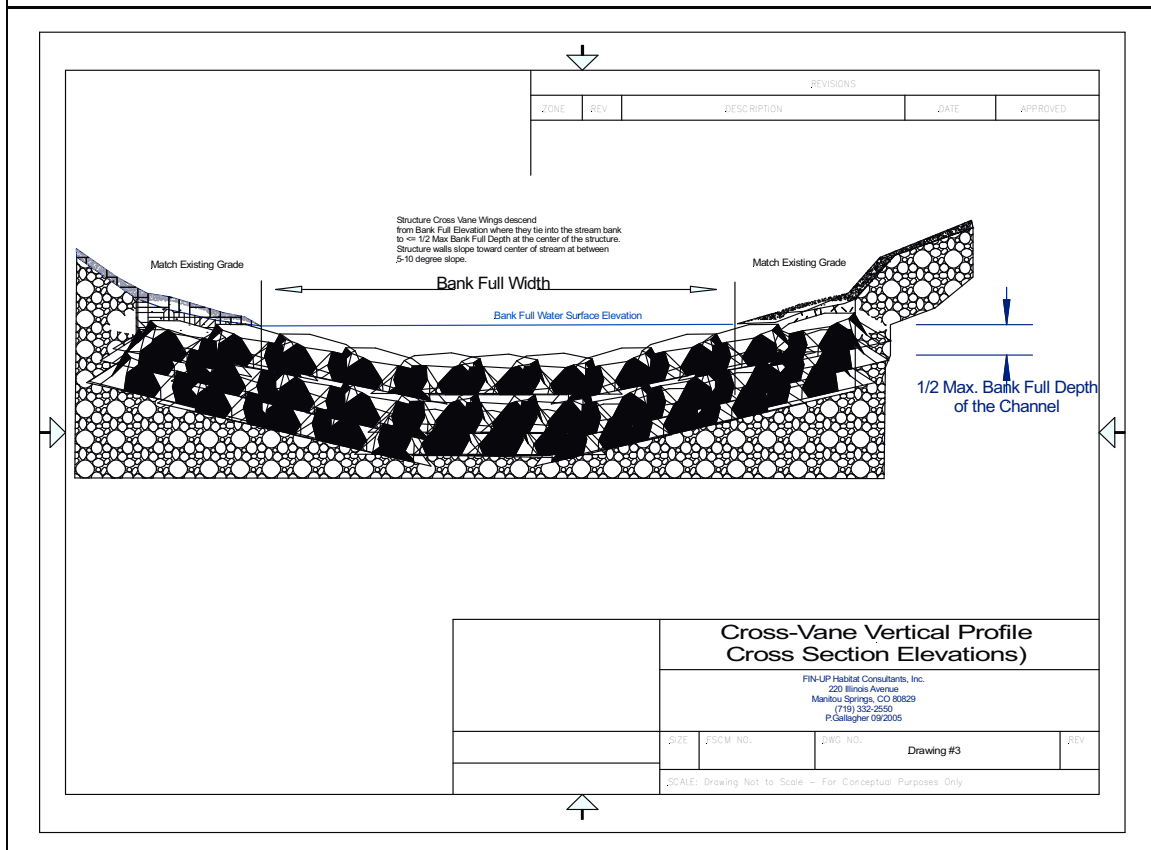 REVISIONS
ZONE REV DESCRIPTION DATE APPROVED
Structure Cross Vane Wings descend
from Bank Full Elevation where they tie into the stream bank
to <= 1/2 Max Bank Full Depth at the center of the structure.
Structure walls slope toward center of stream at between
5-10 degree slope.
Match Existing Grade
Match Existing Grade
Bank Full Width
Bank Full Water Surface Elevation
1/2 Max. Bank Full Depth
of the Channel
Cross-Vane Vertical Profile
Cross Section Elevations)
FIN-UP Habitat Consultants, Inc.
220 Illinois Avenue
Manitou Springs, CO 80829
(719) 332-2550
P.Gallagher 09/2005
SIZE FSCM NO. DWG NO. REV
Drawing #3
SCALE: Drawing Not to Scale - For Conceptual Purposes Only